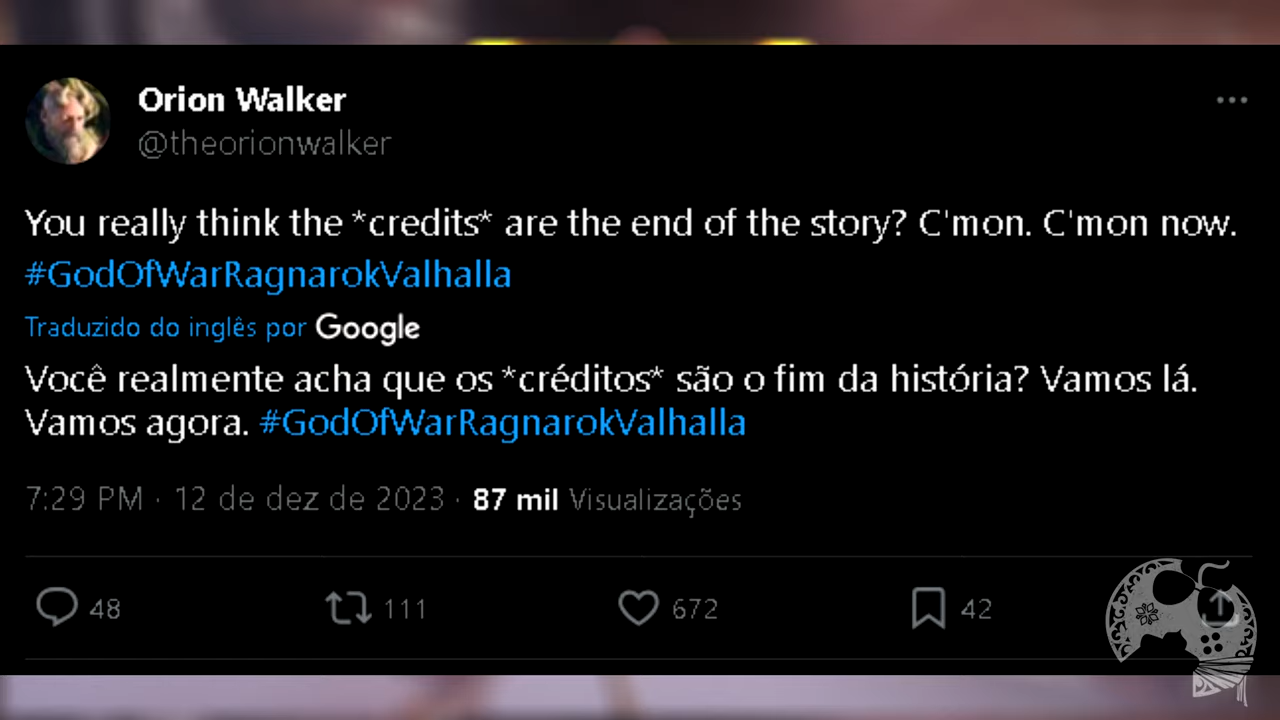 Orion Walker
@theorionwalker
You really think the *credits* are the end of the story? C'mon. C'mon now.
#GodOfWarRagnarokValhalla
Traduzido do inglês por Google
Você realmente acha que os *créditos* são o fim da história? Vamos lá.
Vamos agora. #GodOfWarRagnarokValhalla
7:29 PM · 12 de dez de 2023 · 87 mil Visualizações
48 111 672 42